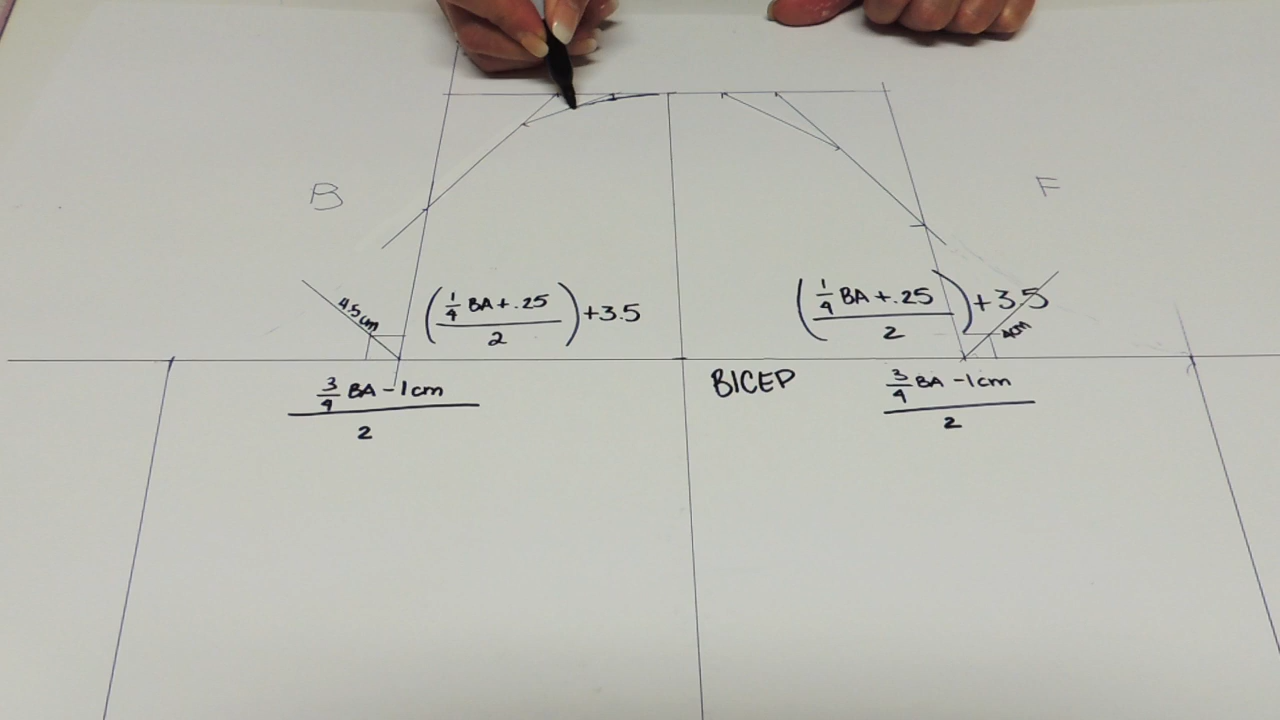 B
F
4.5cm
(1/4 BA + .25 / 2) + 3.5
(1/4 BA + .25 / 2) + 3.5
4cm
3/4 BA - 1cm / 2
BICEP
3/4 BA - 1cm / 2